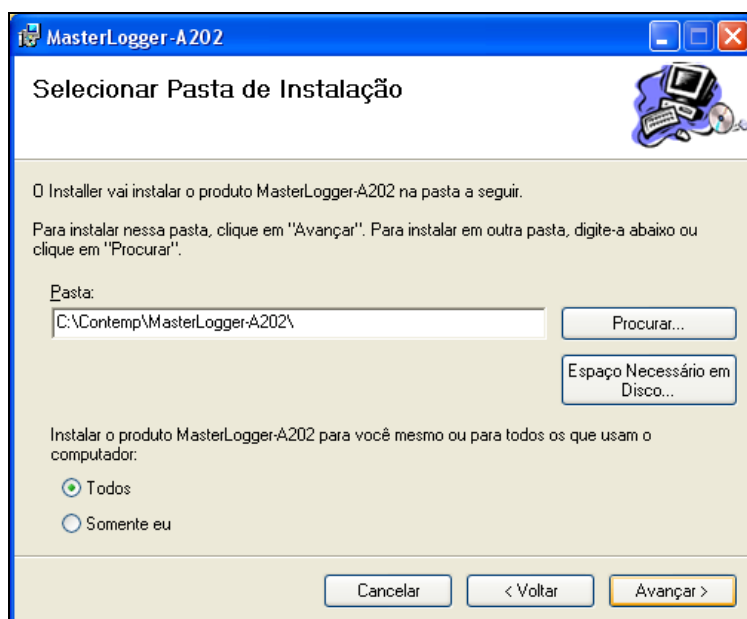 MasterLogger-A202
Selecionar Pasta de Instalação
O Installer vai instalar o produto MasterLogger-A202 na pasta a seguir.
Para instalar nessa pasta, clique em "Avançar". Para instalar em outra pasta, digite-a abaixo ou
clique em "Procurar".
Pasta:
C:\Contemp\MasterLogger-A202\
Procurar...
Espaço Necessário em
Disco...
Instalar o produto MasterLogger-A202 para você mesmo ou para todos os que usam o
computador:
Todos
Somente eu
Cancelar
< Voltar
Avançar >